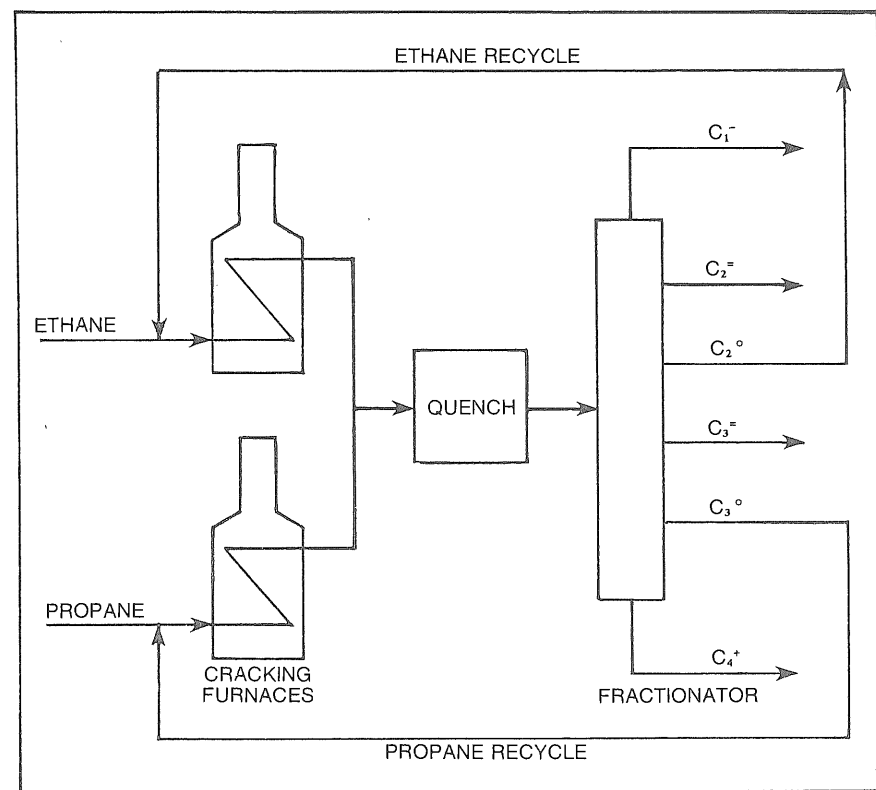 ETHANE RECYCLE
C₁⁻
C₂⁼
ETHANE
C₂°
QUENCH
C₃⁼
C₃°
PROPANE
C₄⁺
CRACKING
FURNACES
FRACTIONATOR
PROPANE RECYCLE